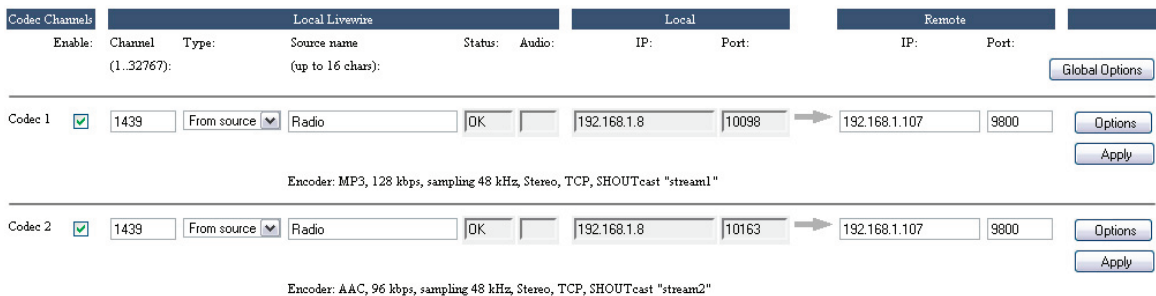 Codec Channels Local Livewire Local Remote
Enable: Channel Type: Source name Status: Audio: IP: Port: IP: Port:
(1..32767): (up to 16 chars):
Global Options
Codec 1 1439 From source Radio OK 192.168.1.8 10098 192.168.1.107 9800 Options
Apply
Encoder: MP3, 128 kbps, sampling 48 kHz, Stereo, TCP, SHOUTcast "stream1"
Codec 2 1439 From source Radio OK 192.168.1.8 10163 192.168.1.107 9800 Options
Apply
Encoder: AAC, 96 kbps, sampling 48 kHz, Stereo, TCP, SHOUTcast "stream2"